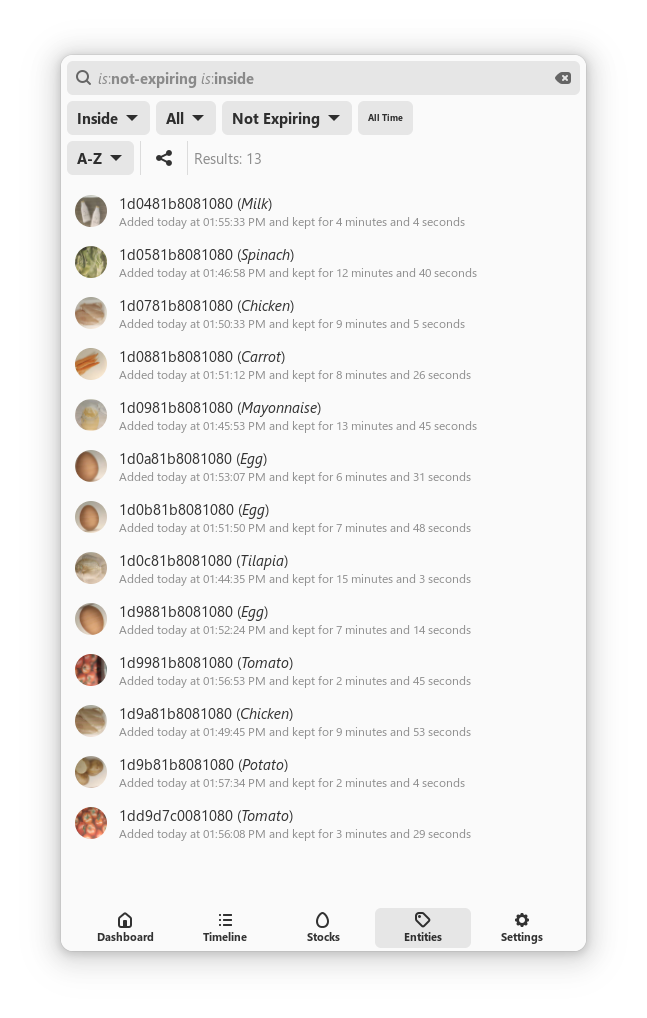 is:not-expiring is:inside
Inside All Not Expiring All Time
A-Z Results: 13
1d0481b8081080 (Milk)
Added today at 01:55:33 PM and kept for 4 minutes and 4 seconds
1d0581b8081080 (Spinach)
Added today at 01:46:58 PM and kept for 12 minutes and 40 seconds
1d0781b8081080 (Chicken)
Added today at 01:50:33 PM and kept for 9 minutes and 5 seconds
1d0881b8081080 (Carrot)
Added today at 01:51:12 PM and kept for 8 minutes and 26 seconds
1d0981b8081080 (Mayonnaise)
Added today at 01:45:53 PM and kept for 13 minutes and 45 seconds
1d0a81b8081080 (Egg)
Added today at 01:53:07 PM and kept for 6 minutes and 31 seconds
1d0b81b8081080 (Egg)
Added today at 01:51:50 PM and kept for 7 minutes and 48 seconds
1d0c81b8081080 (Tilapia)
Added today at 01:44:35 PM and kept for 15 minutes and 3 seconds
1d9881b8081080 (Egg)
Added today at 01:52:24 PM and kept for 7 minutes and 14 seconds
1d9981b8081080 (Tomato)
Added today at 01:56:53 PM and kept for 2 minutes and 45 seconds
1d9a81b8081080 (Chicken)
Added today at 01:49:45 PM and kept for 9 minutes and 53 seconds
1d9b81b8081080 (Potato)
Added today at 01:57:34 PM and kept for 2 minutes and 4 seconds
1dd9d7c0081080 (Tomato)
Added today at 01:56:08 PM and kept for 3 minutes and 29 seconds
Dashboard Timeline Stocks Entities Settings